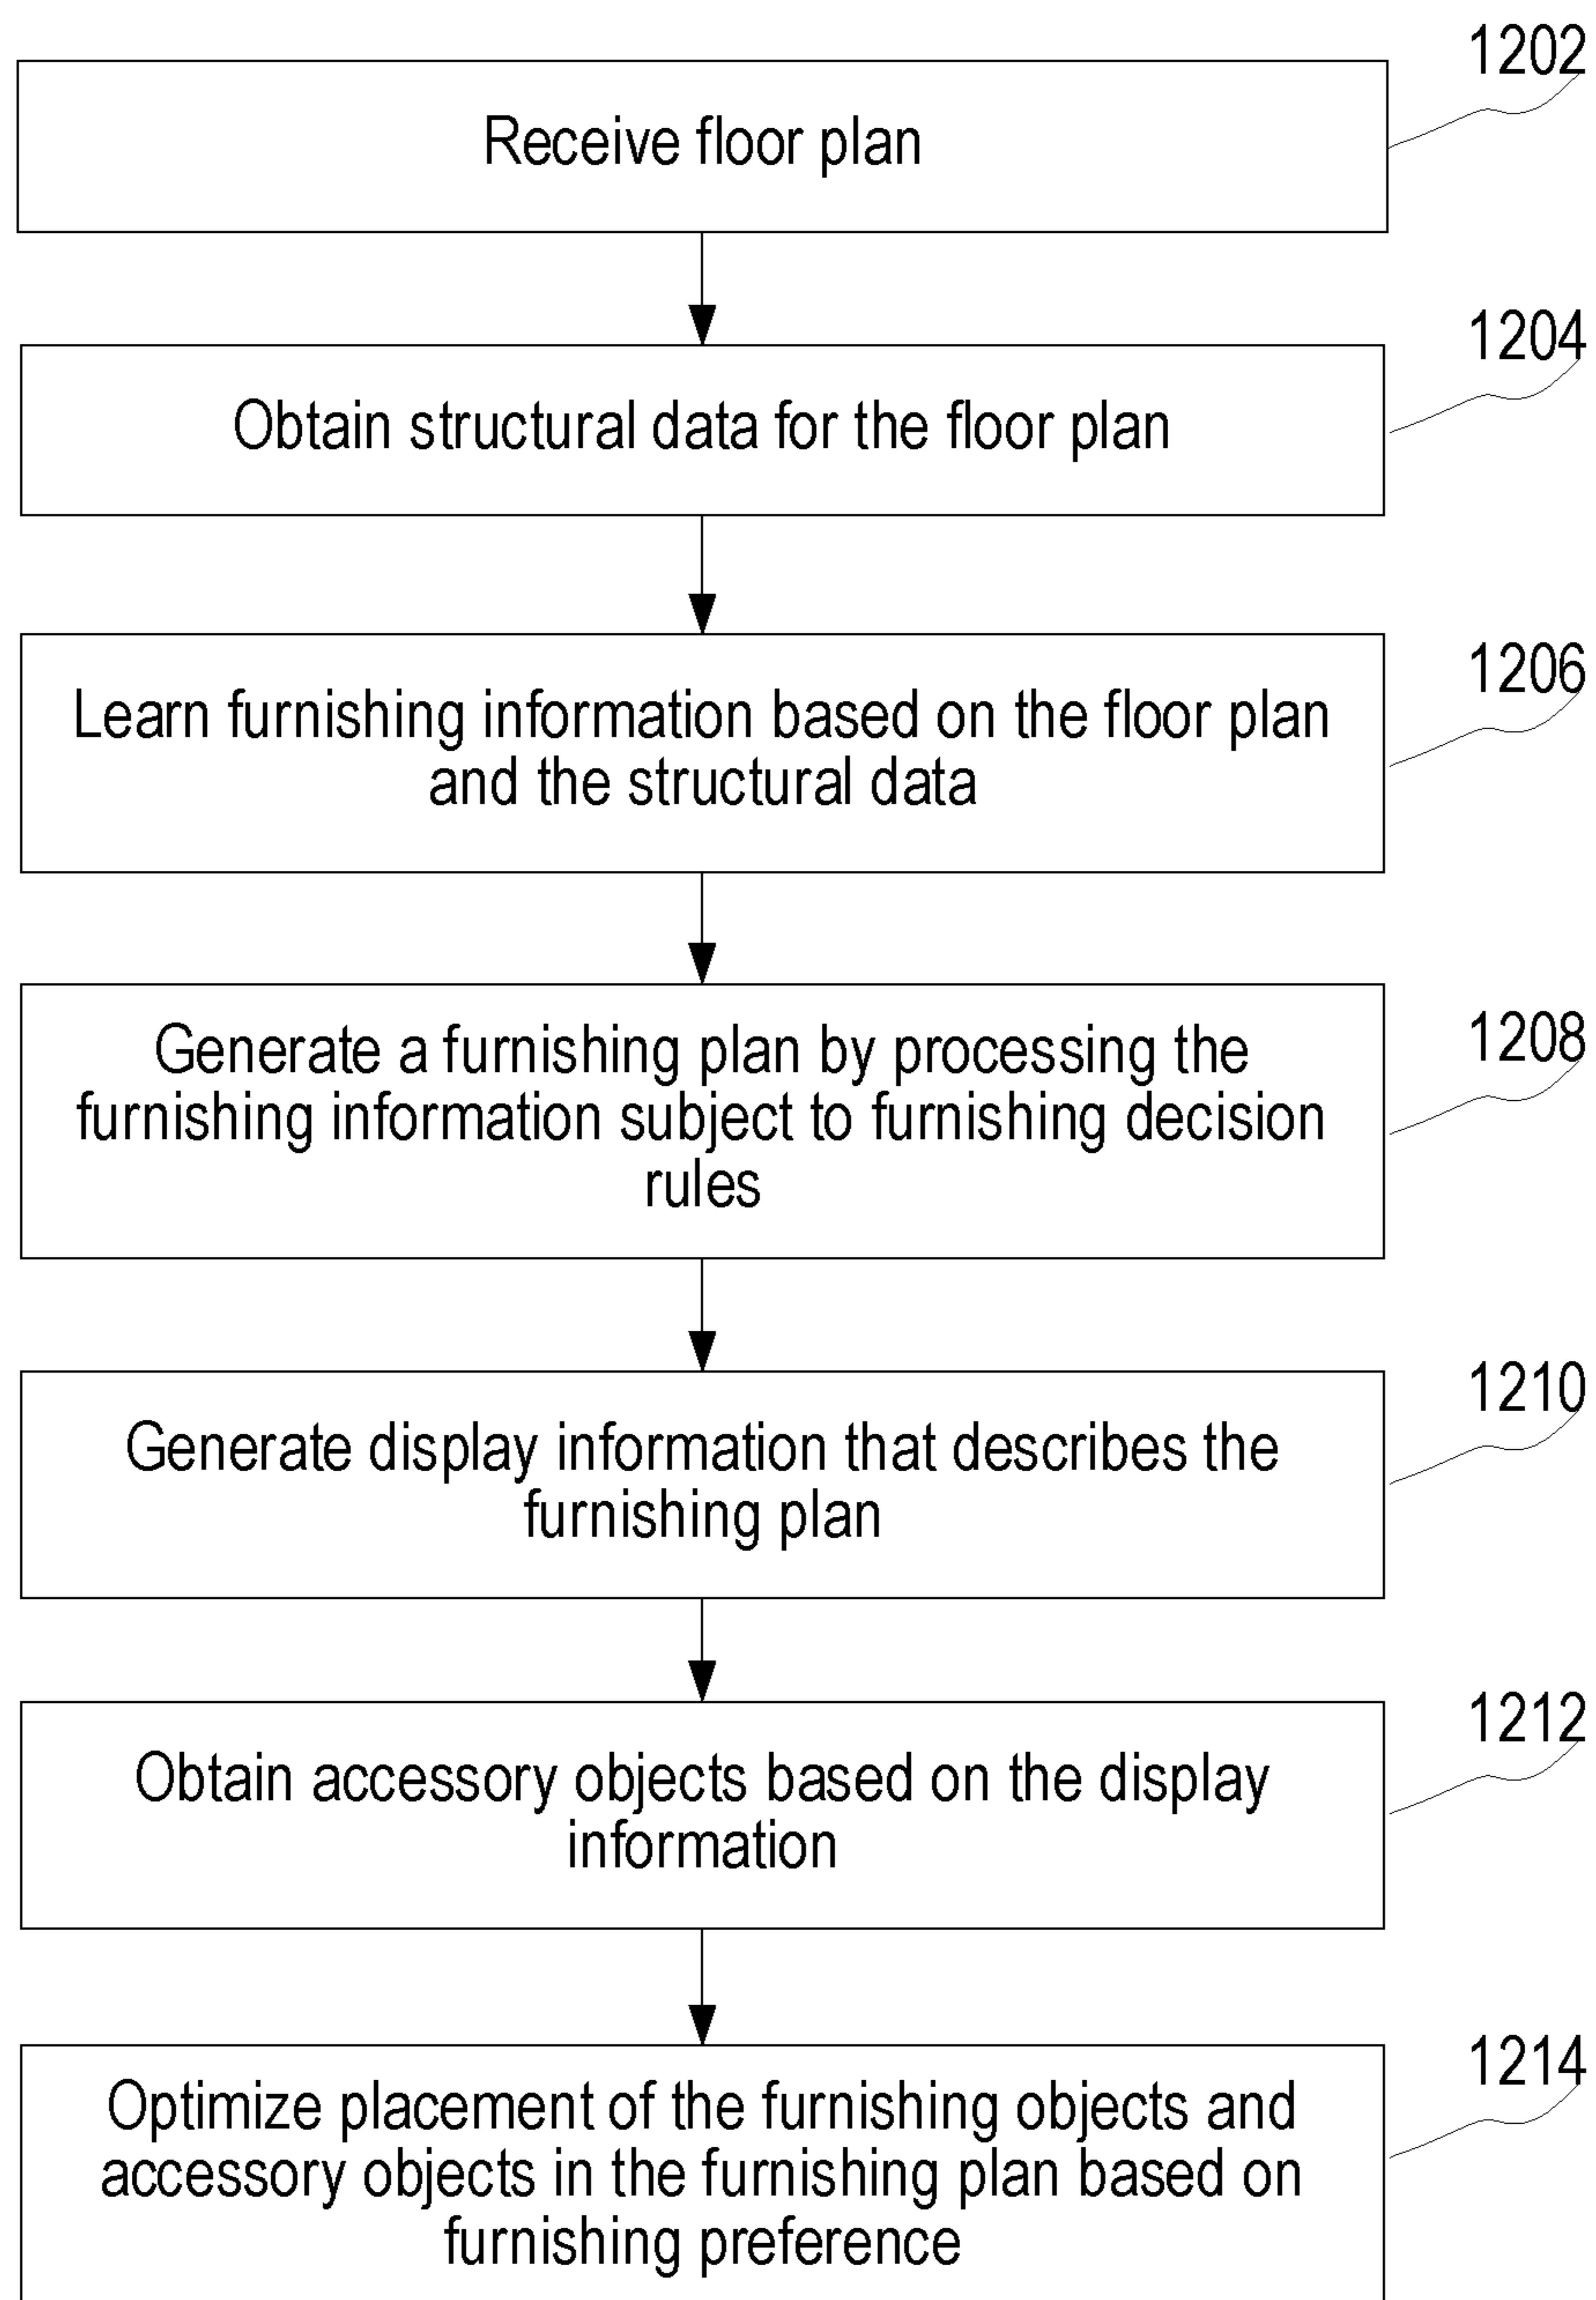 1202
Receive floor plan
1204
Obtain structural data for the floor plan
1206
Learn furnishing information based on the floor plan
and the structural data
1208
Generate a furnishing plan by processing the
furnishing information subject to furnishing decision
rules
1210
Generate display information that describes the
furnishing plan
1212
Obtain accessory objects based on the display
information
1214
Optimize placement of the furnishing objects and
accessory objects in the furnishing plan based on
furnishing preference